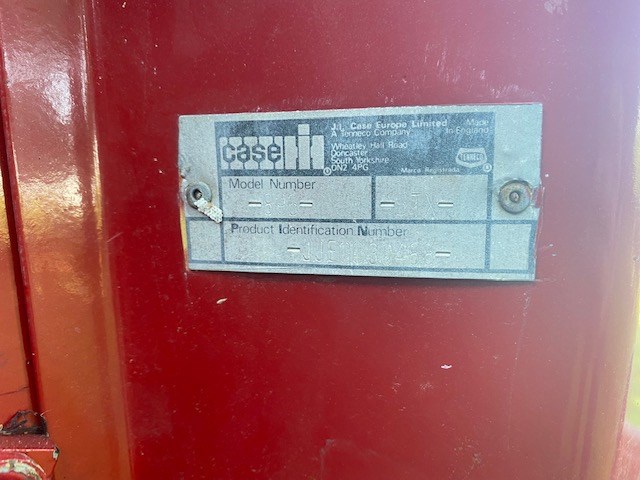 case IH
J.I. Case Europe Limited
A Tenneco Company
Made
In England
Wheatley Hall Road
Doncaster
South Yorkshire
DN2 4PG
TENNECO
Marca Registrada
Model Number
Product Identification Number